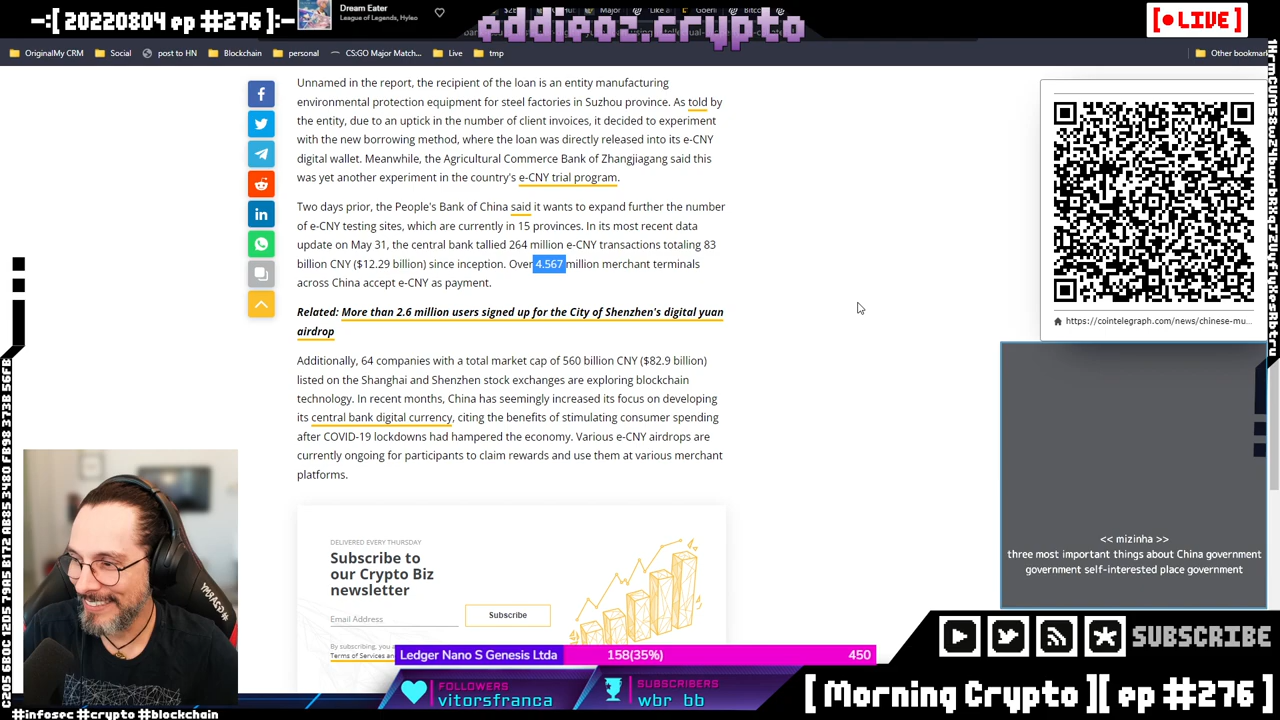 -:[ 20220804 ep #276 ]:-
Dream Eater
League of Legends, Hyleo
eddieoz.crypto
[ LIVE ]
OriginalMy CRM
Social
Blockchain
post to HN
personal
CS:GO Major Match...
Live
tmp
Other bookmar
Unnamed in the report, the recipient of the loan is an entity manufacturing
environmental protection equipment for steel factories in Suzhou province. As told by
the entity, due to an uptick in the number of client invoices, it decided to experiment
with the new borrowing method, where the loan was directly released into its e-CNY
digital wallet. Meanwhile, the Agricultural Commerce Bank of Zhangjiagang said this
was yet another experiment in the country's e-CNY trial program.
Two days prior, the People's Bank of China said it wants to expand further the number
of e-CNY testing sites, which are currently in 15 provinces. In its most recent data
update on May 31, the central bank tallied 264 million e-CNY transactions totaling 83
billion CNY ($12.29 billion) since inception. Over 4.567 million merchant terminals
across China accept e-CNY as payment.
Related: More than 2.6 million users signed up for the City of Shenzhen's digital yuan
airdrop
Additionally, 64 companies with a total market cap of 560 billion CNY ($82.9 billion)
listed on the Shanghai and Shenzhen stock exchanges are exploring blockchain
technology. In recent months, China has seemingly increased its focus on developing
its central bank digital currency, citing the benefits of stimulating consumer spending
after COVID-19 lockdowns had hampered the economy. Various e-CNY airdrops are
currently ongoing for participants to claim rewards and use them at various merchant
platforms.
DELIVERED EVERY THURSDAY
Subscribe to
our Crypto Biz
newsletter
Email Address
Subscribe
By subscribing, you a
Terms of Services an
https://cointelegraph.com/news/chinese-mu...
<< mizinha >>
three most important things about China government
government self-interested place government
SUBSCRIBE
Ledger Nano S Genesis Ltda
158(35%)
450
FOLLOWERS
vitorsfranca
SUBSCRIBERS
wbr_bb
[ Morning Crypto ][ ep #276 ]
#infosec #crypto #blockchain